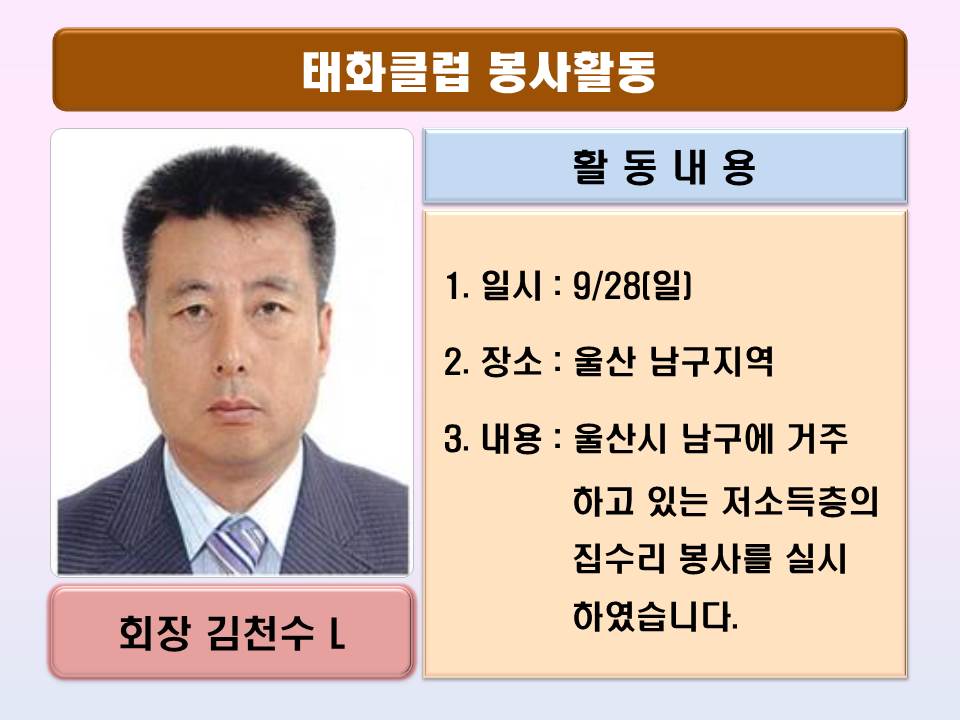 태화클럽 봉사활동
활 동 내 용
1. 일시 : 9/28(일)
2. 장소 : 울산 남구지역
3. 내용 : 울산시 남구에 거주
하고 있는 저소득층의
집수리 봉사를 실시
하였습니다.
회장 김천수 L